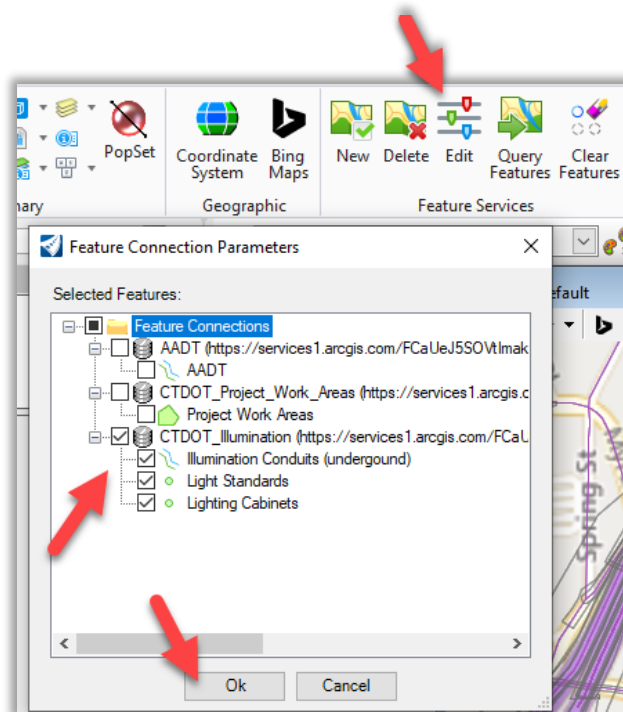 PopSet
Coordinate System
Bing Maps
New
Delete
Edit
Query Features
Clear Features
nary
Geographic
Feature Services
Feature Connection Parameters
efault
Selected Features:
Feature Connections
AADT (https://services1.arcgis.com/FCaUeJ5SOVtImak
AADT
CTDOT_Project_Work_Areas (https://services1.arcgis.c
Project Work Areas
CTDOT_Illumination (https://services1.arcgis.com/FCaU
Illumination Conduits (undergound)
Light Standards
Lighting Cabinets
Spring St
Ok
Cancel